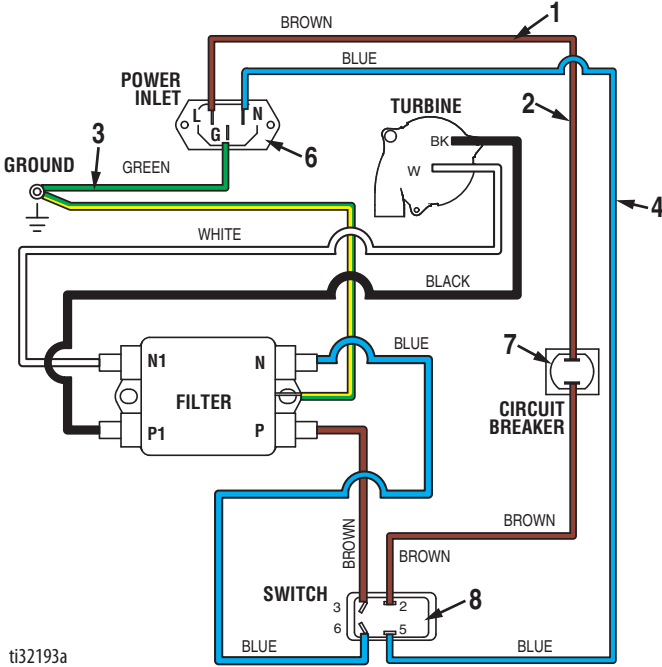 1
BROWN
BLUE
POWER
INLET
L
N
G
TURBINE
2
BK
3
6
GROUND
GREEN
W
4
WHITE
BLACK
BLUE
7
N1
N
FILTER
P1
P
CIRCUIT
BREAKER
BROWN
BROWN
BROWN
SWITCH
3
2
8
6
5
BLUE
BLUE
ti32193a